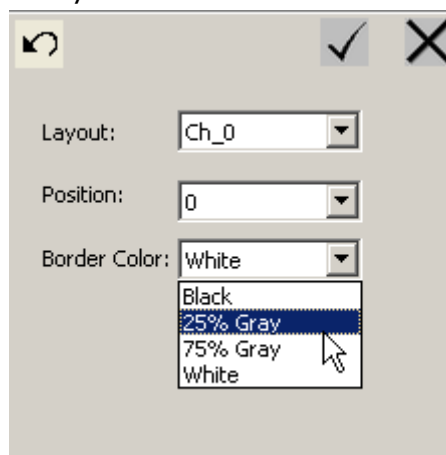 Layout: Ch_0
Position: 0
Border Color: White
Black
25% Gray
75% Gray
White